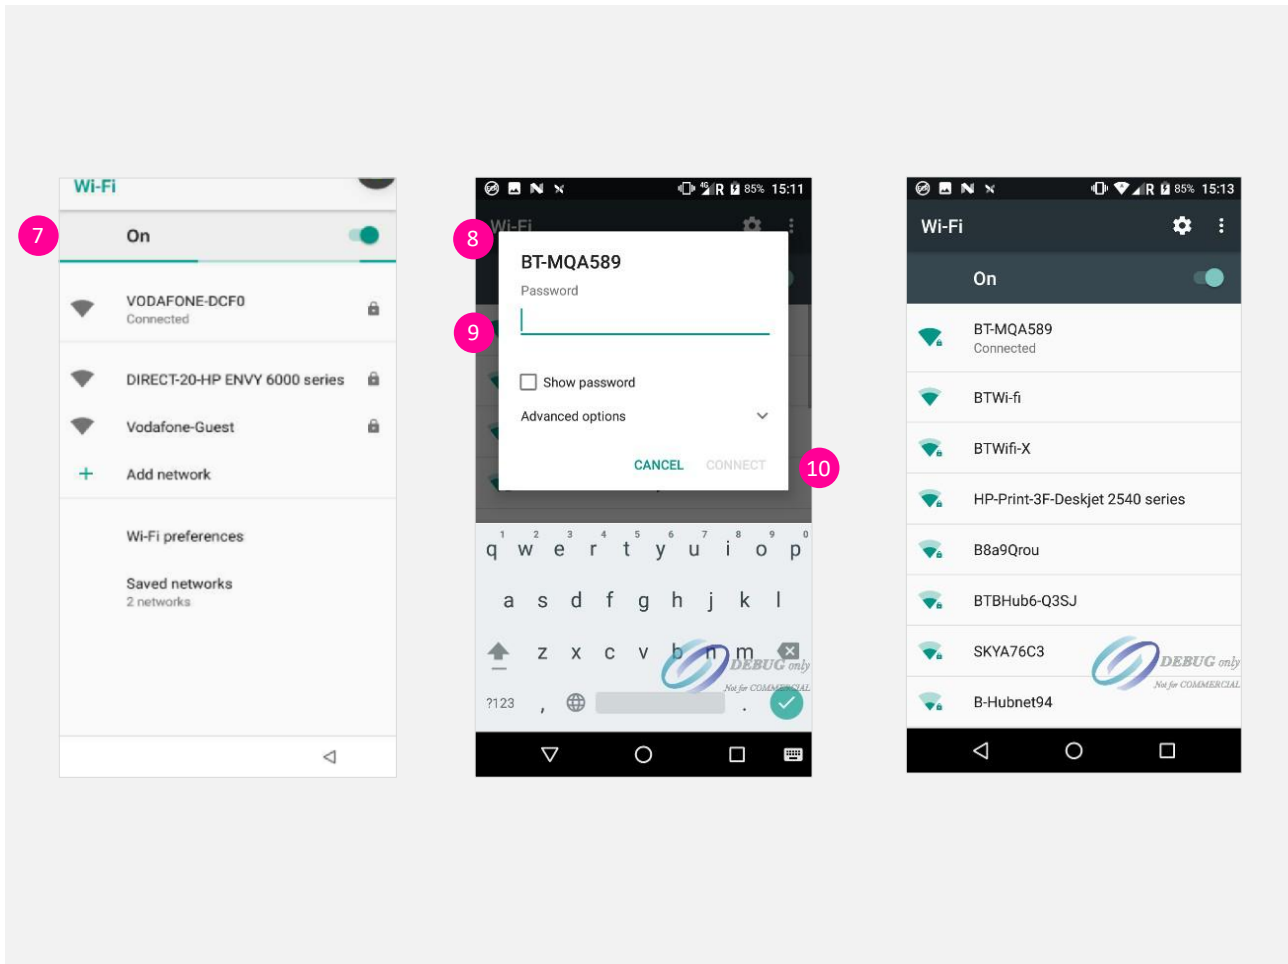 Wi-Fi
7
On
VODAFONE-DCF0
Connected
DIRECT-20-HP ENVY 6000 series
Vodafone-Guest
+ Add network
Wi-Fi preferences
Saved networks
2 networks
4G R 85% 15:11
Wi-Fi
8
BT-MQA589
Password
9
Show password
Advanced options
CANCEL CONNECT
10
1 2 3 4 5 6 7 8 9 0
q w e r t y u i o p
a s d f g h j k l
z x c v b n m
DEBUG only
Not for COMMERCIAL
?123 , .
R 85% 15:13
Wi-Fi
On
BT-MQA589
Connected
BTWi-fi
BTWifi-X
HP-Print-3F-Deskjet 2540 series
B8a9Qrou
BTBHub6-Q3SJ
SKYA76C3
DEBUG only
Not for COMMERCIAL
B-Hubnet94